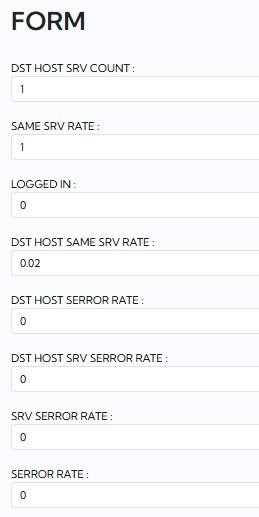 FORM
DST HOST SRV COUNT :
1
SAME SRV RATE :
1
LOGGED IN :
0
DST HOST SAME SRV RATE :
0.02
DST HOST SERROR RATE :
0
DST HOST SRV SERROR RATE :
0
SRV SERROR RATE :
0
SERROR RATE :
0